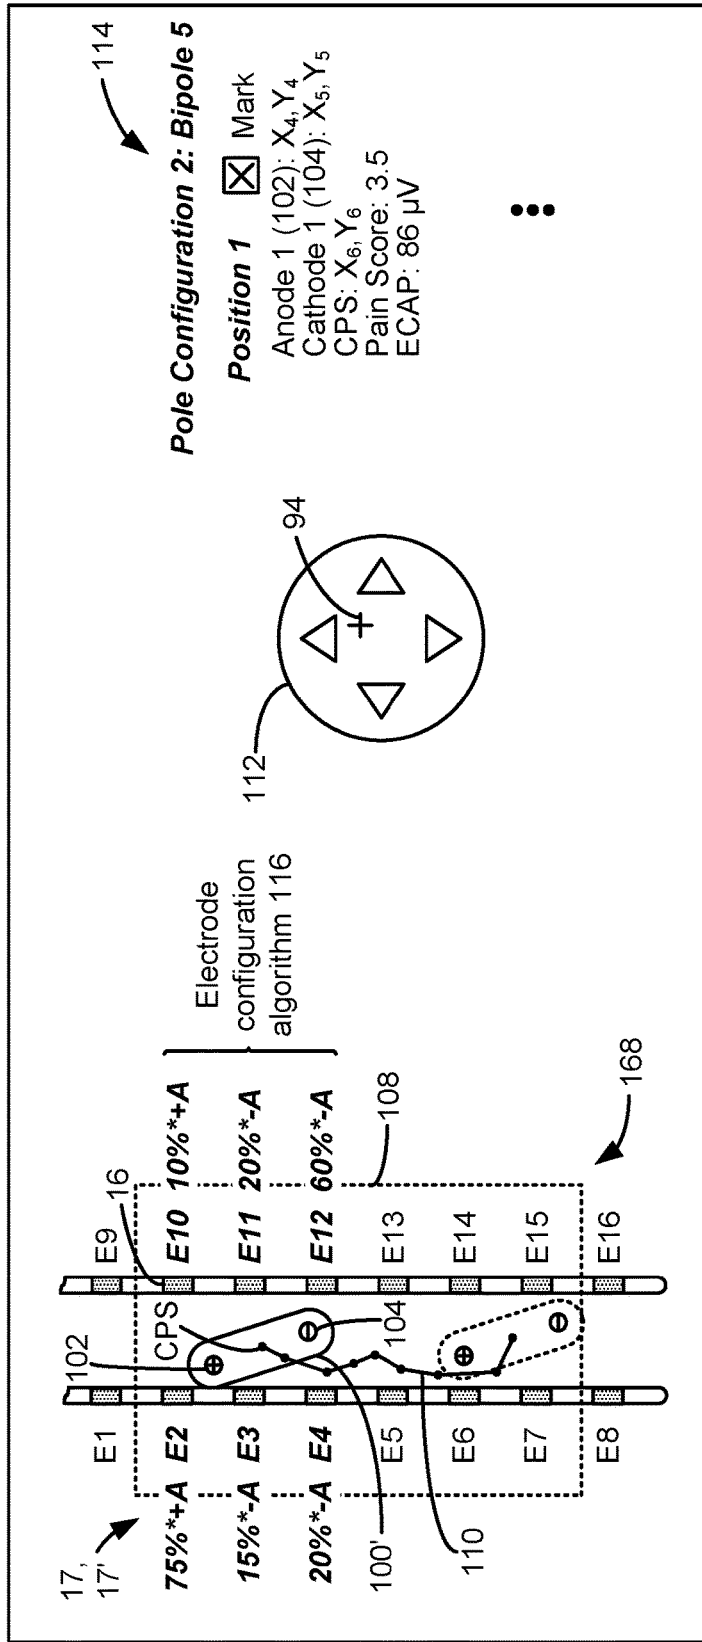 17,
17'
E1
E9
16
102
CPS
75%*+A E2
E10 10%*+A
15%*-A E3
E11 20%*-A
20%*-A E4
E12 60%*-A
Electrode
configuration
algorithm 116
104
100'
108
E5
E13
E6
E14
110
E7
E15
168
E8
E16
112
94
114
Pole Configuration 2: Bipole 5
Position 1
Mark
Anode 1 (102): X4,Y4
Cathode 1 (104): X5,Y5
CPS: X6,Y6
Pain Score: 3.5
ECAP: 86 μV